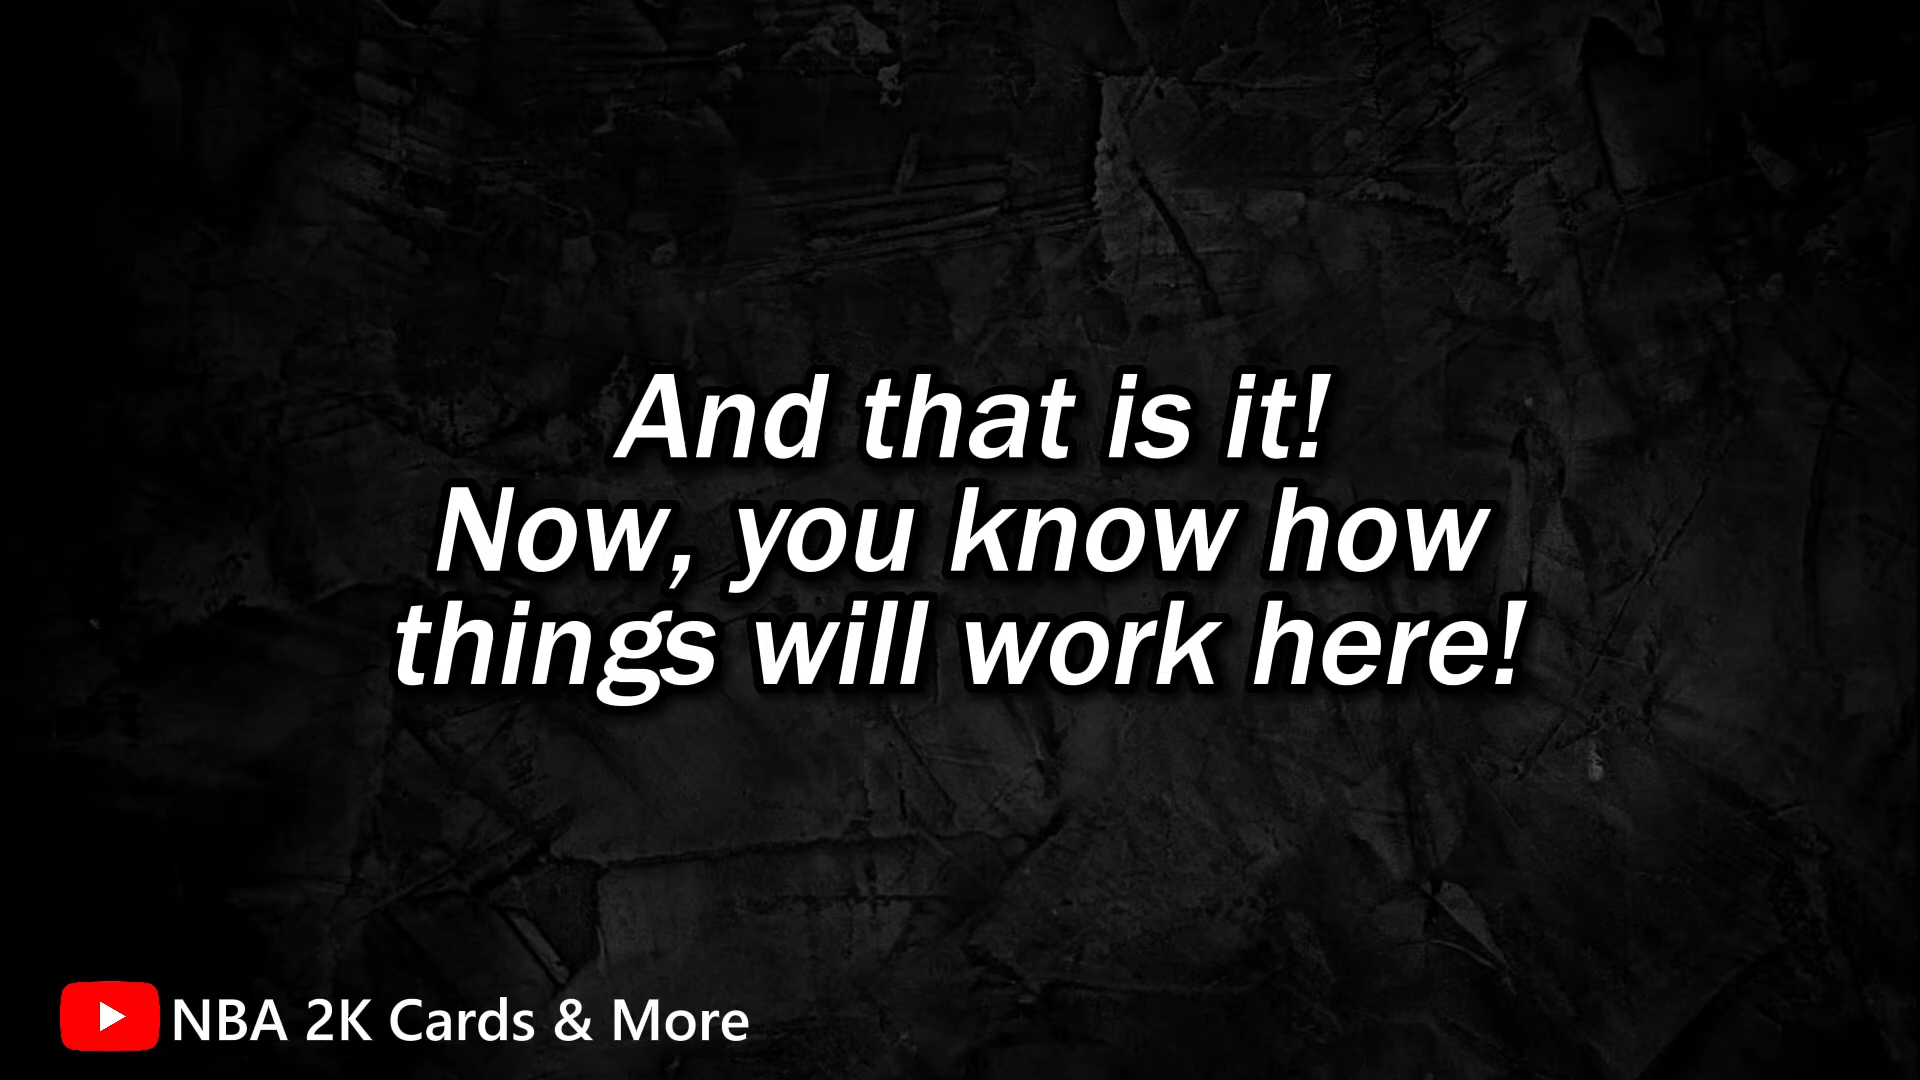 And that is it!
Now, you know how
things will work here!
NBA 2K Cards & More